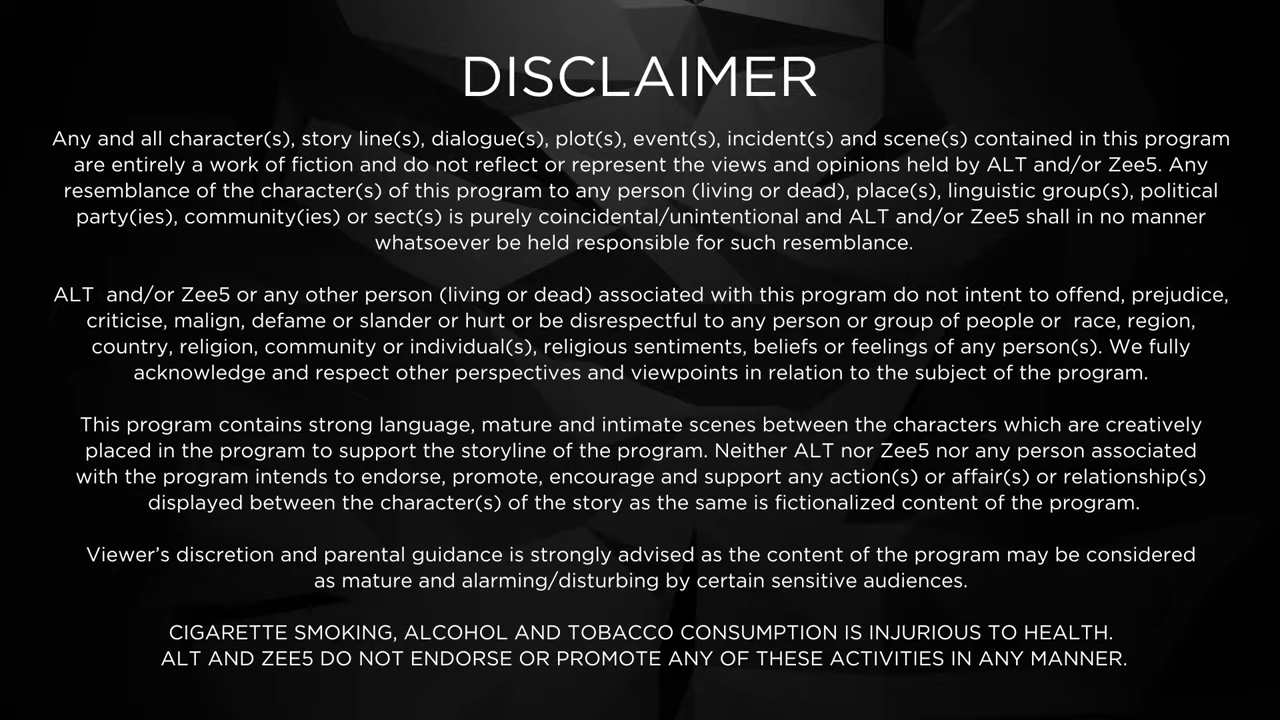 DISCLAIMER
Any and all character(s), story line(s), dialogue(s), plot(s), event(s), incident(s) and scene(s) contained in this program
are entirely a work of fiction and do not reflect or represent the views and opinions held by ALT and/or Zee5. Any
resemblance of the character(s) of this program to any person (living or dead), place(s), linguistic group(s), political
party(ies), community(ies) or sect(s) is purely coincidental/unintentional and ALT and/or Zee5 shall in no manner
whatsoever be held responsible for such resemblance.
ALT  and/or Zee5 or any other person (living or dead) associated with this program do not intent to offend, prejudice,
criticise, malign, defame or slander or hurt or be disrespectful to any person or group of people or  race, region,
country, religion, community or individual(s), religious sentiments, beliefs or feelings of any person(s). We fully
acknowledge and respect other perspectives and viewpoints in relation to the subject of the program.
This program contains strong language, mature and intimate scenes between the characters which are creatively
placed in the program to support the storyline of the program. Neither ALT nor Zee5 nor any person associated
with the program intends to endorse, promote, encourage and support any action(s) or affair(s) or relationship(s)
displayed between the character(s) of the story as the same is fictionalized content of the program.
Viewer’s discretion and parental guidance is strongly advised as the content of the program may be considered
as mature and alarming/disturbing by certain sensitive audiences.
CIGARETTE SMOKING, ALCOHOL AND TOBACCO CONSUMPTION IS INJURIOUS TO HEALTH.
ALT AND ZEE5 DO NOT ENDORSE OR PROMOTE ANY OF THESE ACTIVITIES IN ANY MANNER.